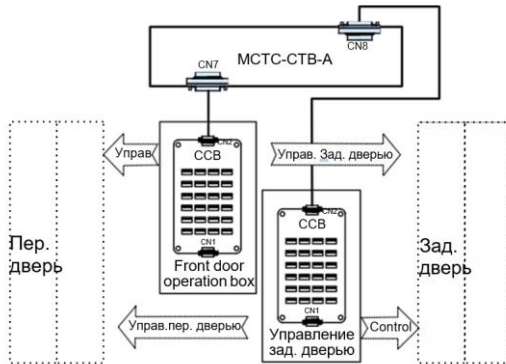 CN8
MCTC-CTB-A
CN7
CN2
Управ
CCB
Управ. Зад. дверью
CN2
CCB
Пер.
дверь
CN1
Front door
operation box
Зад.
дверь
CN1
Управ.пер. дверью
Управление
зад. дверью
Control